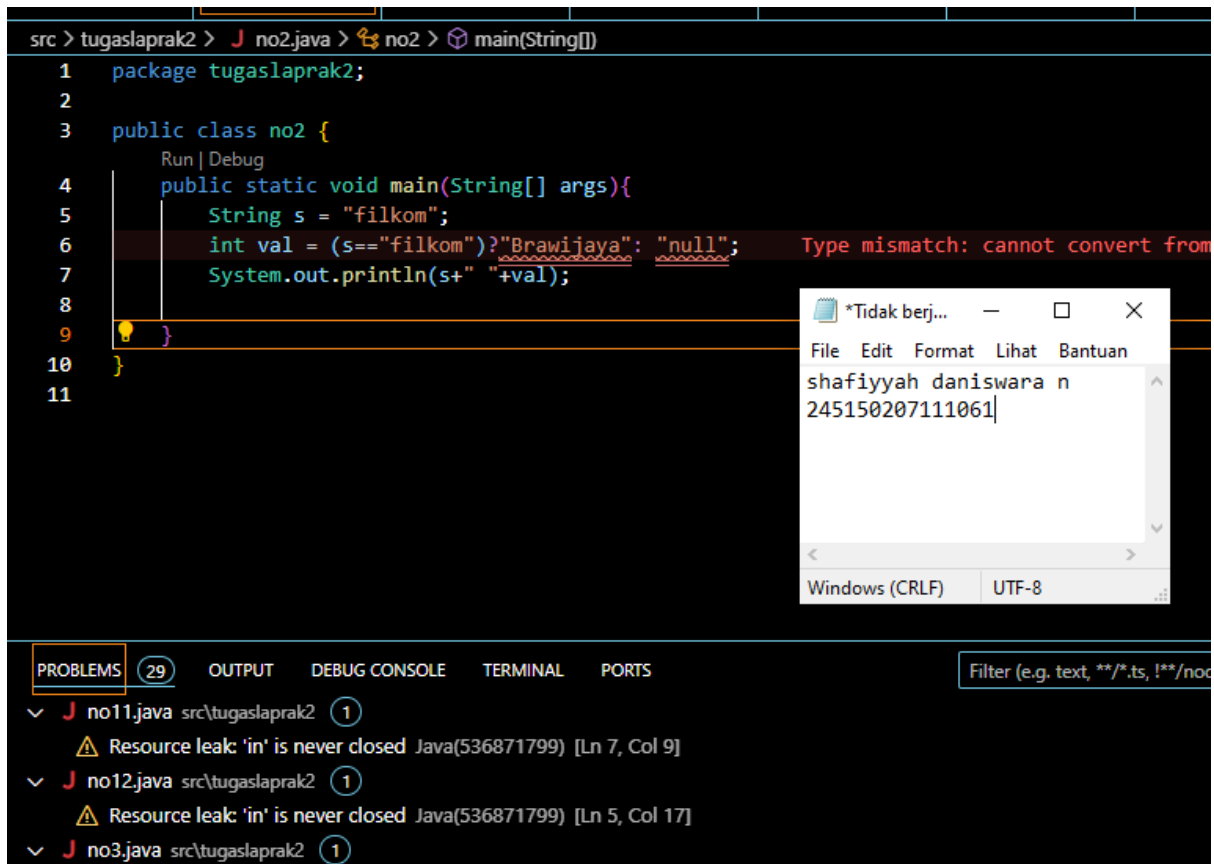 src > tugaslaprak2 > J no2.java > no2 > main(String[])
1 package tugaslaprak2;
2
3 public class no2 {
Run | Debug
4 public static void main(String[] args){
5 String s = "filkom";
6 int val = (s=="filkom")?"Brawijaya": "null"; Type mismatch: cannot convert from
7 System.out.println(s+" "+val);
8
9 }
10 }
11
*Tidak berj...
File Edit Format Lihat Bantuan
shafiyyah daniswara n
245150207111061
Windows (CRLF) UTF-8
PROBLEMS 29 OUTPUT DEBUG CONSOLE TERMINAL PORTS Filter (e.g. text, **/*.ts, !**/noc
J no11.java src\tugaslaprak2 1
Resource leak: 'in' is never closed Java(536871799) [Ln 7, Col 9]
J no12.java src\tugaslaprak2 1
Resource leak: 'in' is never closed Java(536871799) [Ln 5, Col 17]
J no3.java src\tugaslaprak2 1